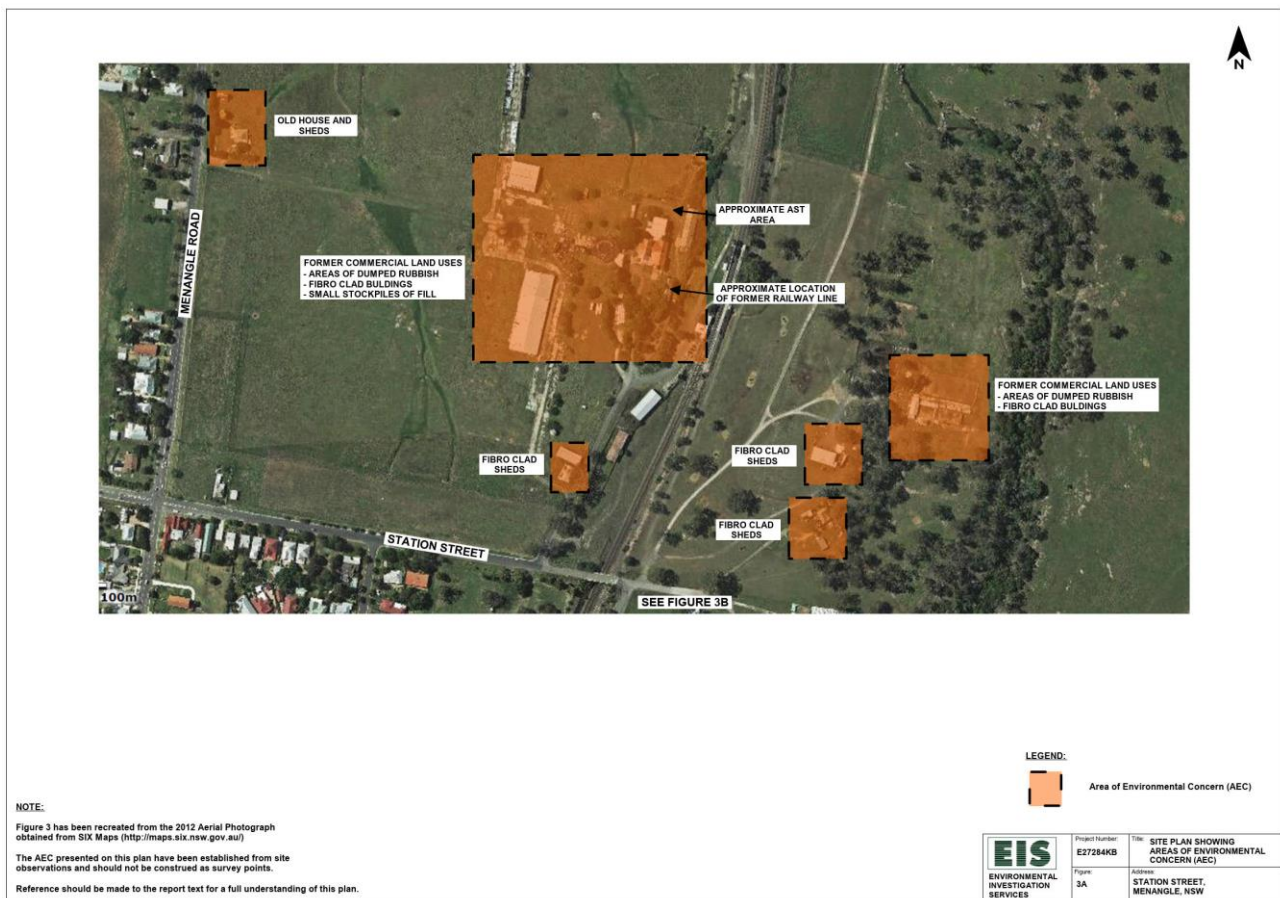 N
OLD HOUSE AND
SHEDS
MENANGLE ROAD
APPROXIMATE AST
AREA
FORMER COMMERCIAL LAND USES
- AREAS OF DUMPED RUBBISH
- FIBRO CLAD BUILDINGS
- SMALL STOCKPILES OF FILL
APPROXIMATE LOCATION
OF FORMER RAILWAY LINE
FORMER COMMERCIAL LAND USES
- AREAS OF DUMPED RUBBISH
- FIBRO CLAD BULDINGS
FIBRO CLAD
SHEDS
FIBRO CLAD
SHEDS
FIBRO CLAD
SHEDS
STATION STREET
100m
SEE FIGURE 3B
LEGEND:
Area of Environmental Concern (AEC)
NOTE:
Figure 3 has been recreated from the 2012 Aerial Photograph
obtained from SIX Maps (http://maps.six.nsw.gov.au/)
The AEC presented on this plan have been established from site
observations and should not be construed as survey points.
Reference should be made to the report text for a full understanding of this plan.
EIS
ENVIRONMENTAL
INVESTIGATION
SERVICES
Project Number:
E27284KB
Title: SITE PLAN SHOWING
AREAS OF ENVIRONMENTAL
CONCERN (AEC)
Figure:
3A
Address:
STATION STREET,
MENANGLE, NSW